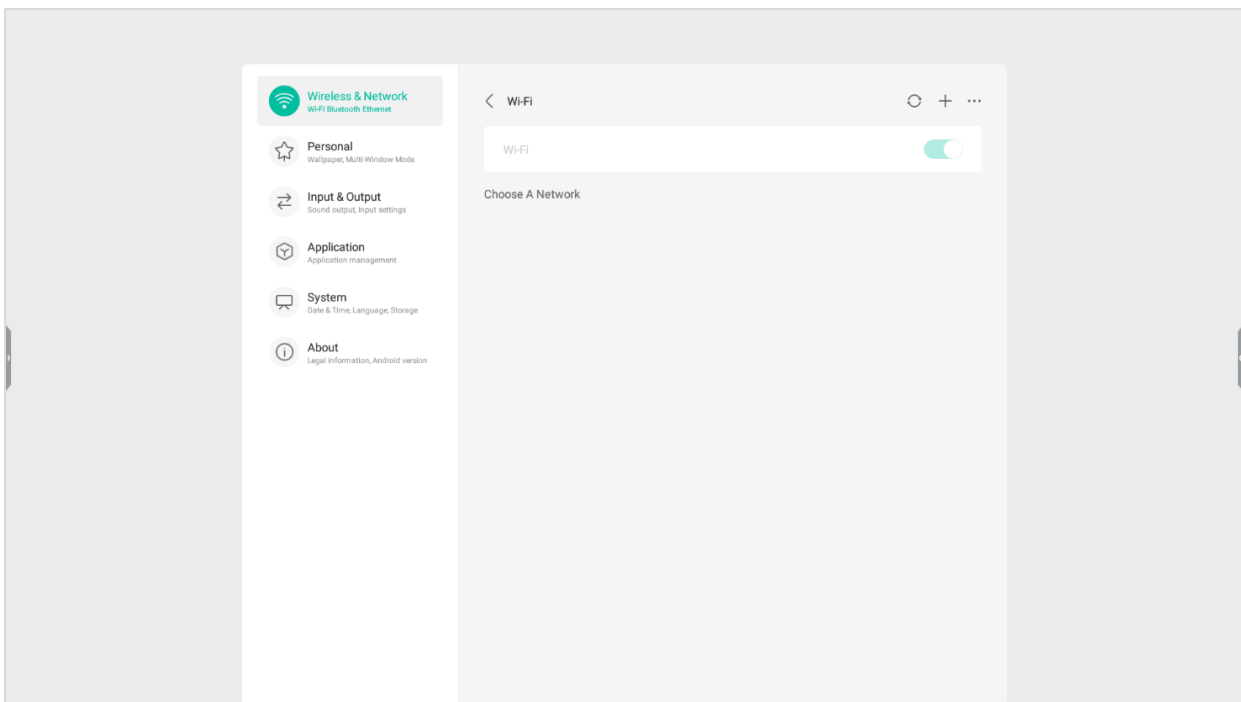 Wireless & Network
Wi-Fi Bluetooth Ethernet
Personal
Wallpaper, Multi-Window Mode
Input & Output
Sound output, Input settings
Application
Application management
System
Date & Time, Language, Storage
About
Legal Information, Android version
Wi-Fi
Wi-Fi
Choose A Network